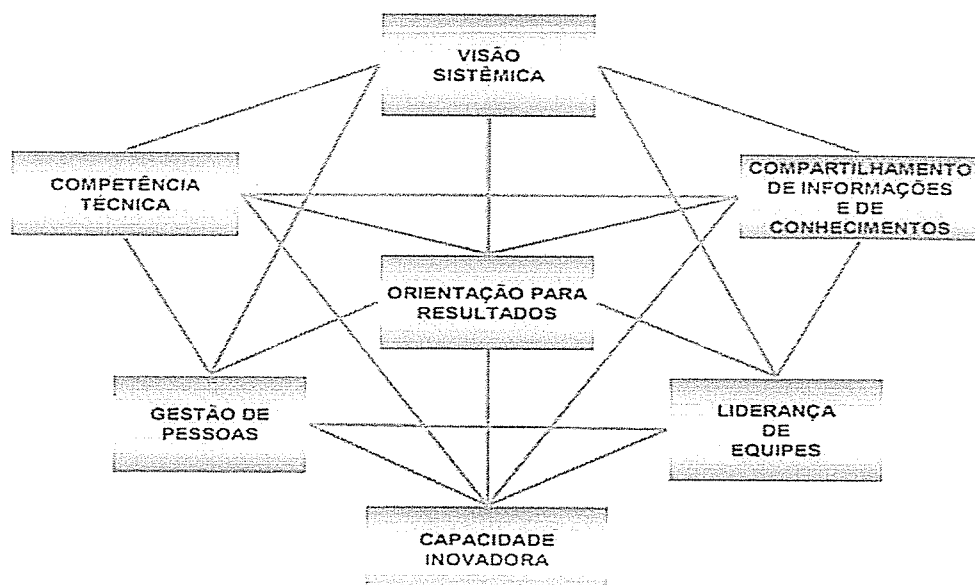 VISÃO
SISTÊMICA
COMPETÊNCIA
TÉCNICA
COMPARTILHAMENTO
DE INFORMAÇÕES
E DE
CONHECIMENTOS
ORIENTAÇÃO PARA
RESULTADOS
GESTÃO DE
PESSOAS
LIDERANÇA
DE
EQUIPES
CAPACIDADE
INOVADORA